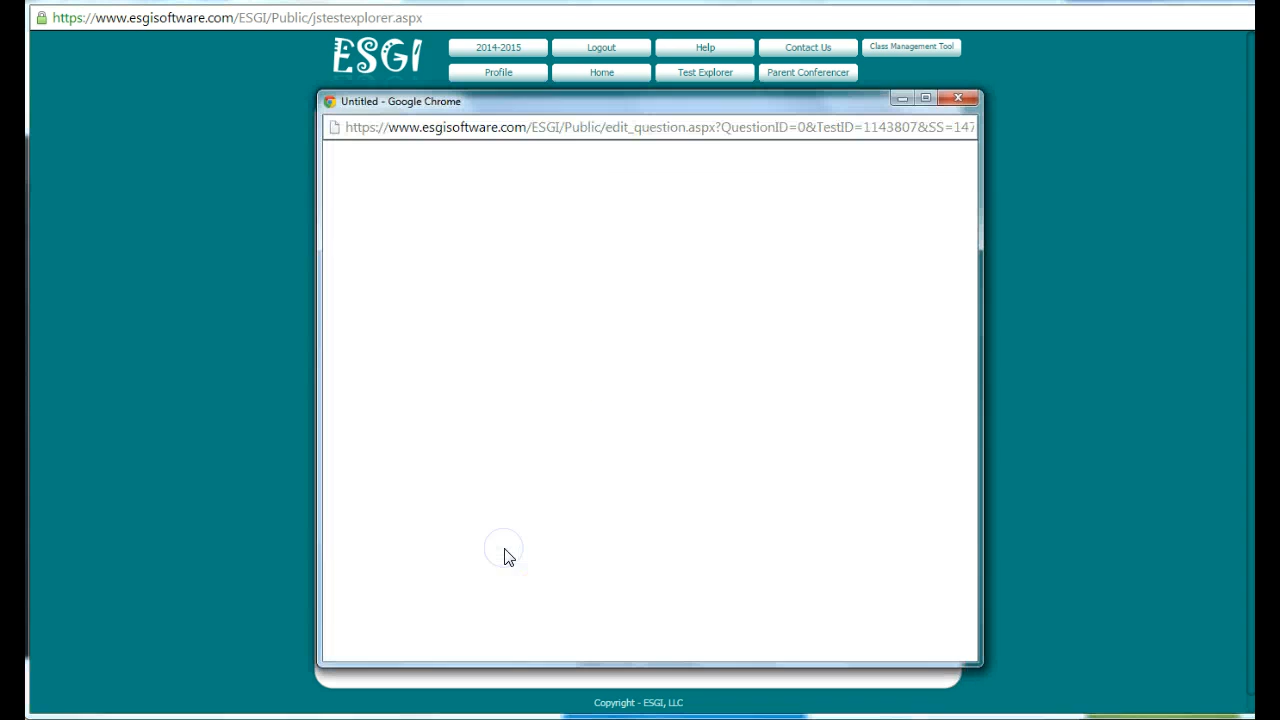 https://www.esgisoftware.com/ESGI/Public/jstestexplorer.aspx
ESGI
2014-2015 Logout Help Contact Us Class Management Tool
Profile Home Test Explorer Parent Conferencer
Untitled - Google Chrome
https://www.esgisoftware.com/ESGI/Public/edit_question.aspx?QuestionID=0&TestID=1143807&SS=147
Copyright - ESGI, LLC